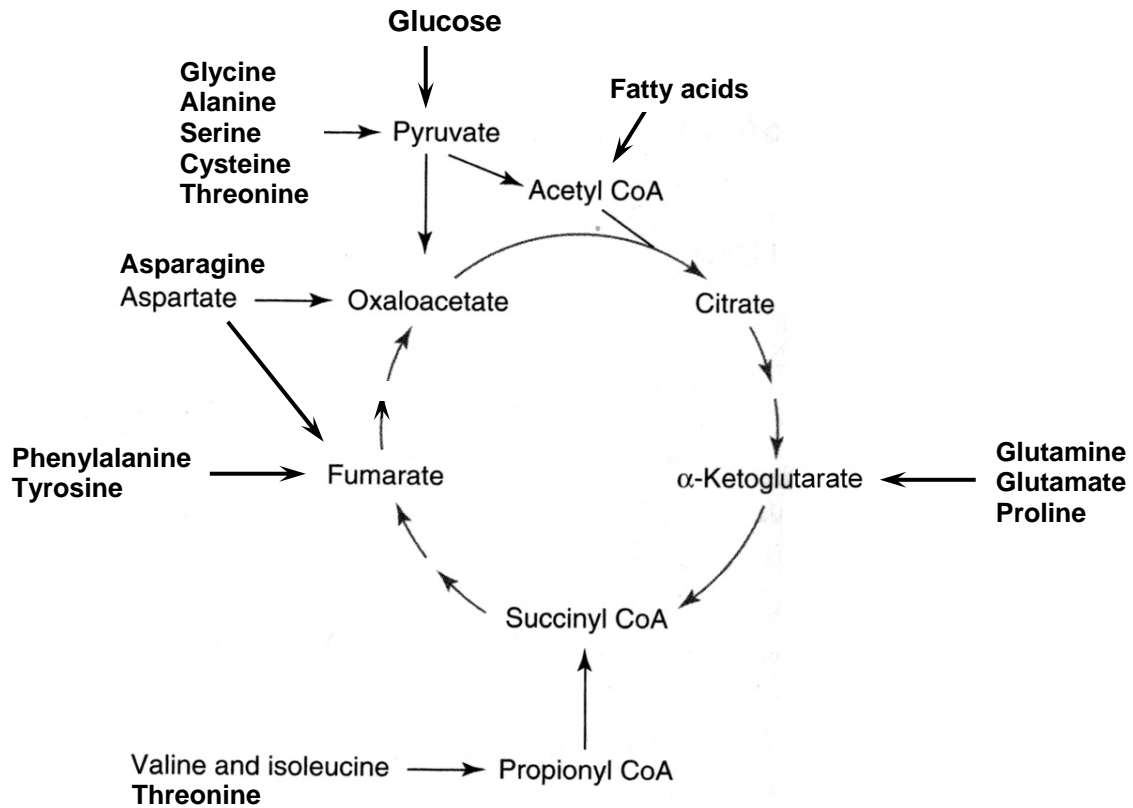 Glucose
Glycine
Alanine
Serine
Cysteine
Threonine
Pyruvate
Fatty acids
Acetyl CoA
Asparagine
Aspartate
Oxaloacetate
Citrate
Phenylalanine
Tyrosine
Fumarate
α-Ketoglutarate
Glutamine
Glutamate
Proline
Succinyl CoA
Valine and isoleucine
Threonine
Propionyl CoA